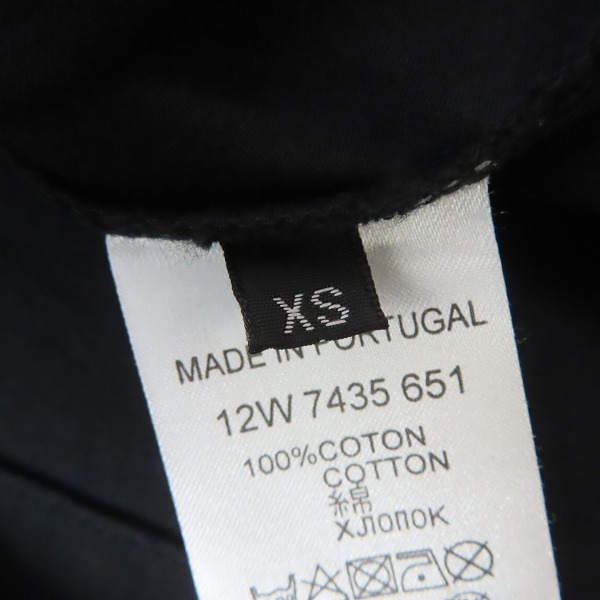 XS
MADE IN PORTUGAL
12W 7435 651
100%COTON
COTTON
綿
ХЛОПОК